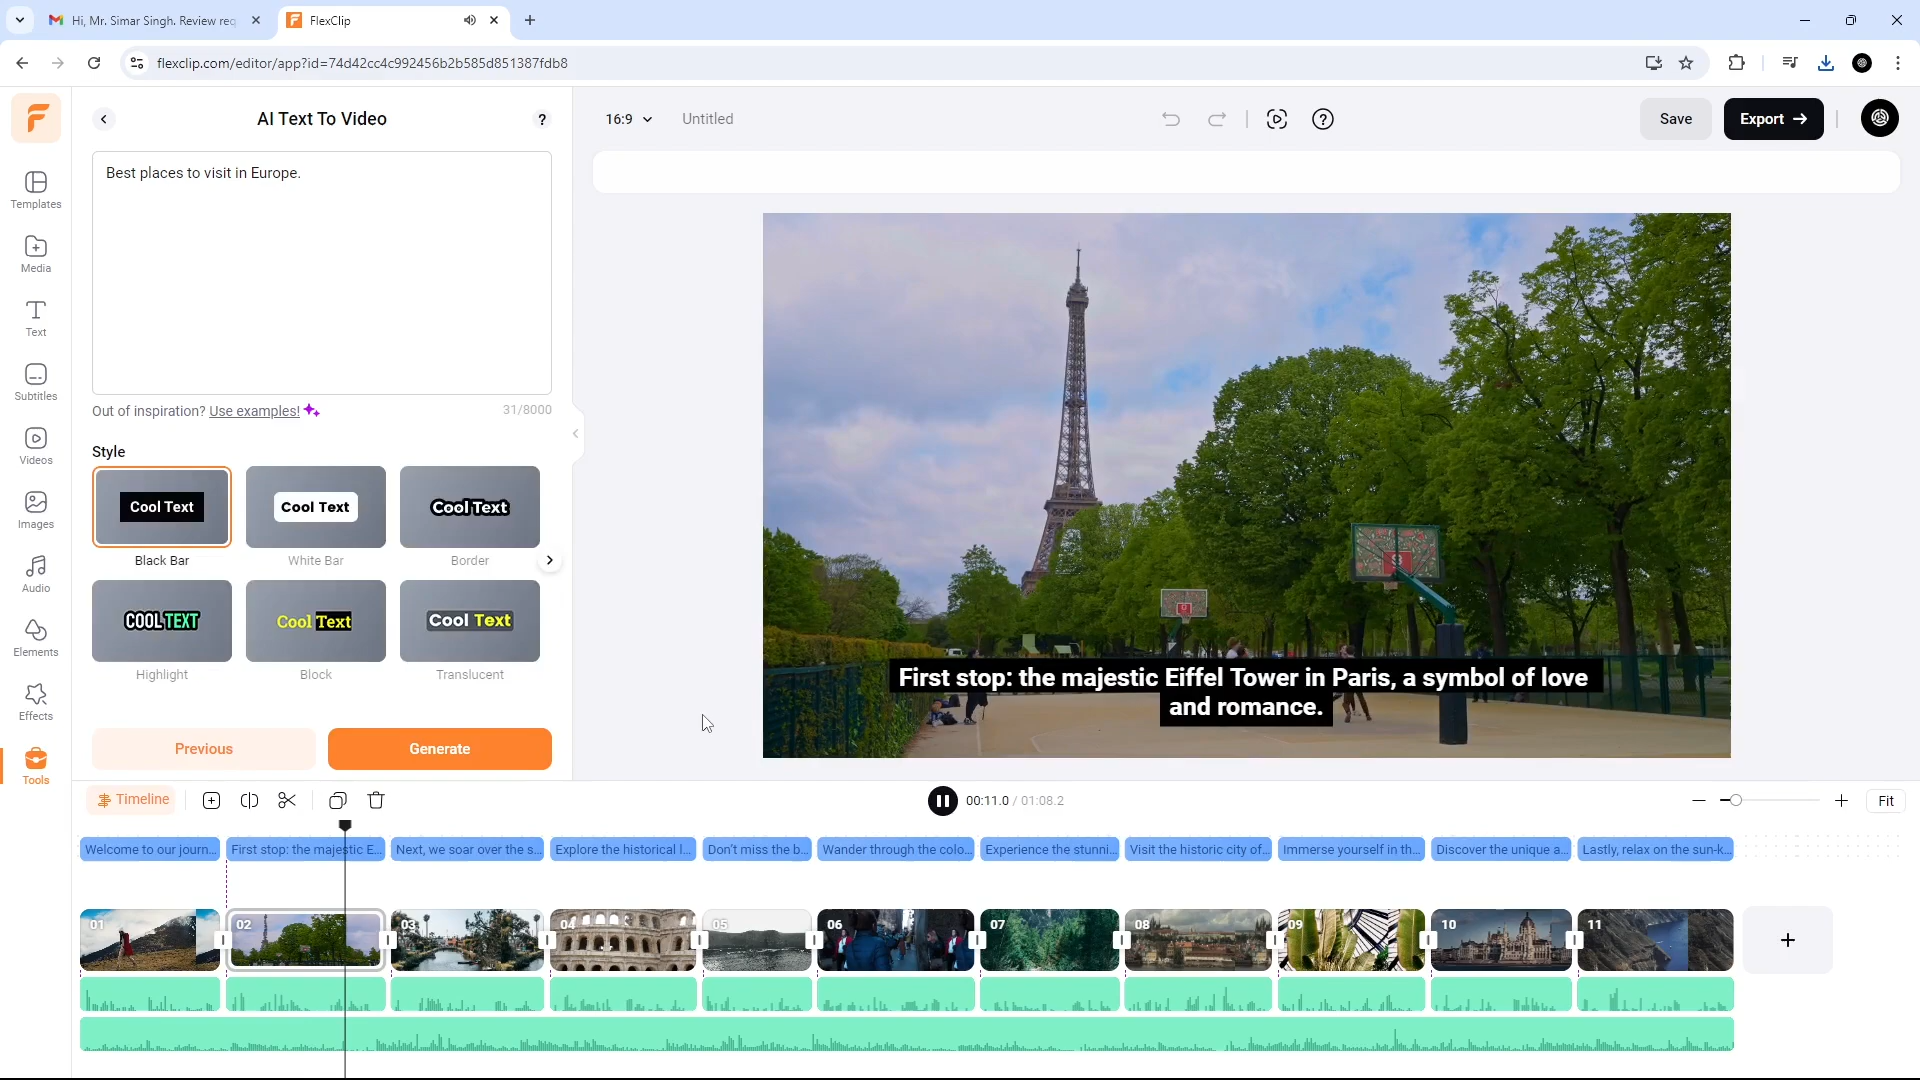 Hi, Mr. Simar Singh. Review req
FlexClip
flexclip.com/editor/app?id=74d42cc4c992456b2b585d851387fdb8
AI Text To Video
?
16:9
Untitled
Save
Export
Templates
Media
Text
Subtitles
Videos
Images
Audio
Elements
Effects
Tools
Best places to visit in Europe.
Out of inspiration? Use examples!
31/8000
Style
Cool Text
Black Bar
Cool Text
White Bar
Cool Text
Border
COOL TEXT
Highlight
Cool Text
Block
Cool Text
Translucent
Previous
Generate
First stop: the majestic Eiffel Tower in Paris, a symbol of love
and romance.
Timeline
00:11.0 / 01:08.2
Fit
Welcome to our journ...
First stop: the majestic E...
Next, we soar over the s...
Explore the historical l...
Don't miss the b...
Wander through the colo...
Experience the stunni...
Visit the historic city of...
Immerse yourself in th...
Discover the unique a...
Lastly, relax on the sun-k...
01
02
03
04
05
06
07
08
09
10
11